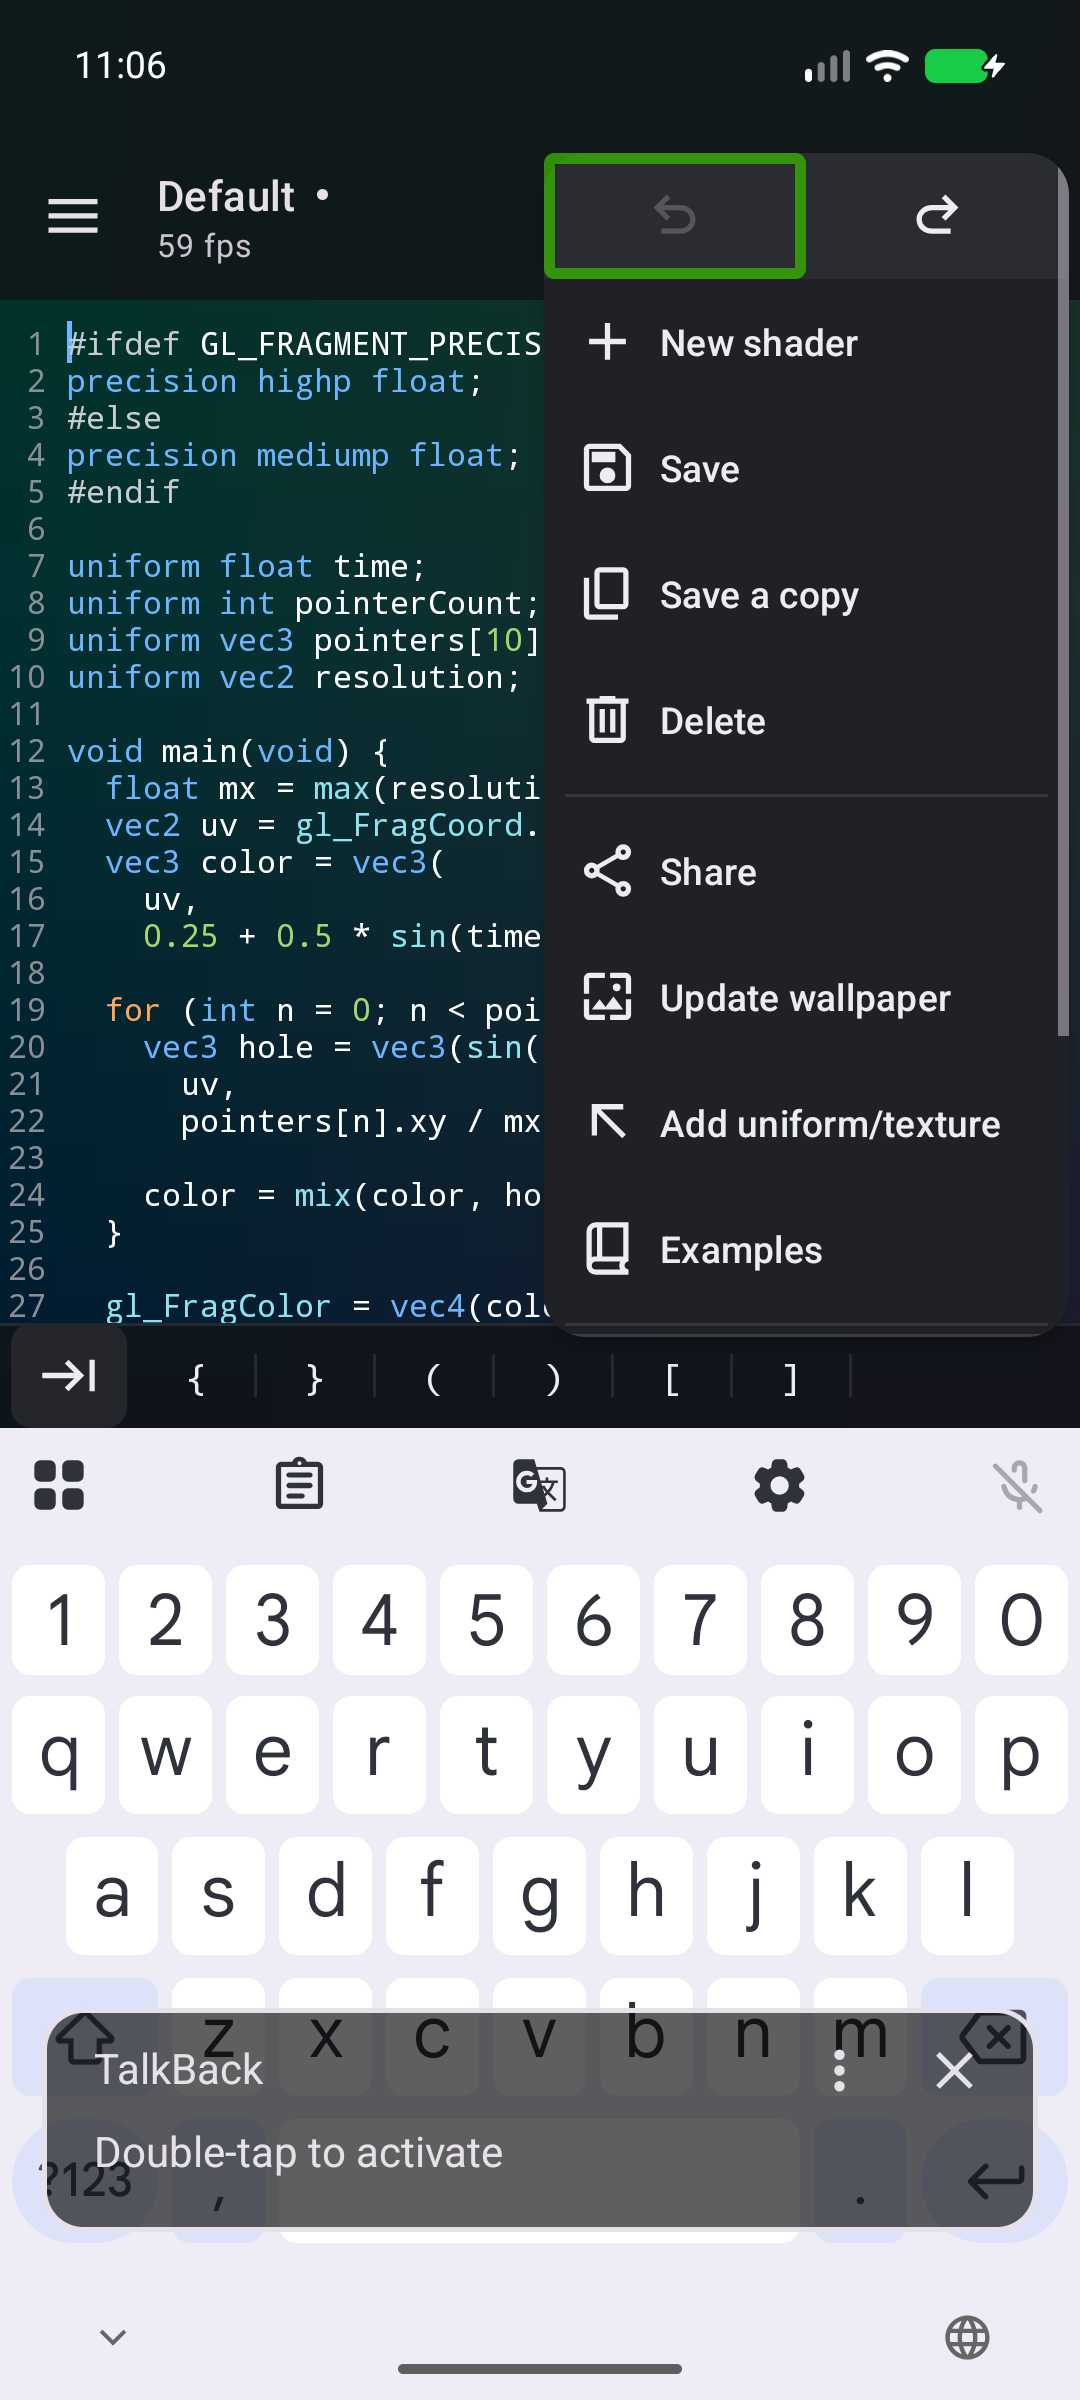 11:06
Default •
59 fps
New shader
Save
Save a copy
Delete
Share
Update wallpaper
Add uniform/texture
Examples
1 #ifdef GL_FRAGMENT_PRECIS
2 precision highp float;
3 #else
4 precision mediump float;
5 #endif
6
7 uniform float time;
8 uniform int pointerCount;
9 uniform vec3 pointers[10]
10 uniform vec2 resolution;
11
12 void main(void) {
13 float mx = max(resoluti
14 vec2 uv = gl_FragCoord.
15 vec3 color = vec3(
16 uv,
17 0.25 + 0.5 * sin(time
18
19 for (int n = 0; n < poi
20 vec3 hole = vec3(sin(
21 uv,
22 pointers[n].xy / mx
23
24 color = mix(color, ho
25 }
26
27 gl_FragColor = vec4(col
{ } ( ) [ ]
1 2 3 4 5 6 7 8 9 0
q w e r t y u i o p
a s d f g h j k l
z x c v b n m
TalkBack
Double-tap to activate
?123 , .